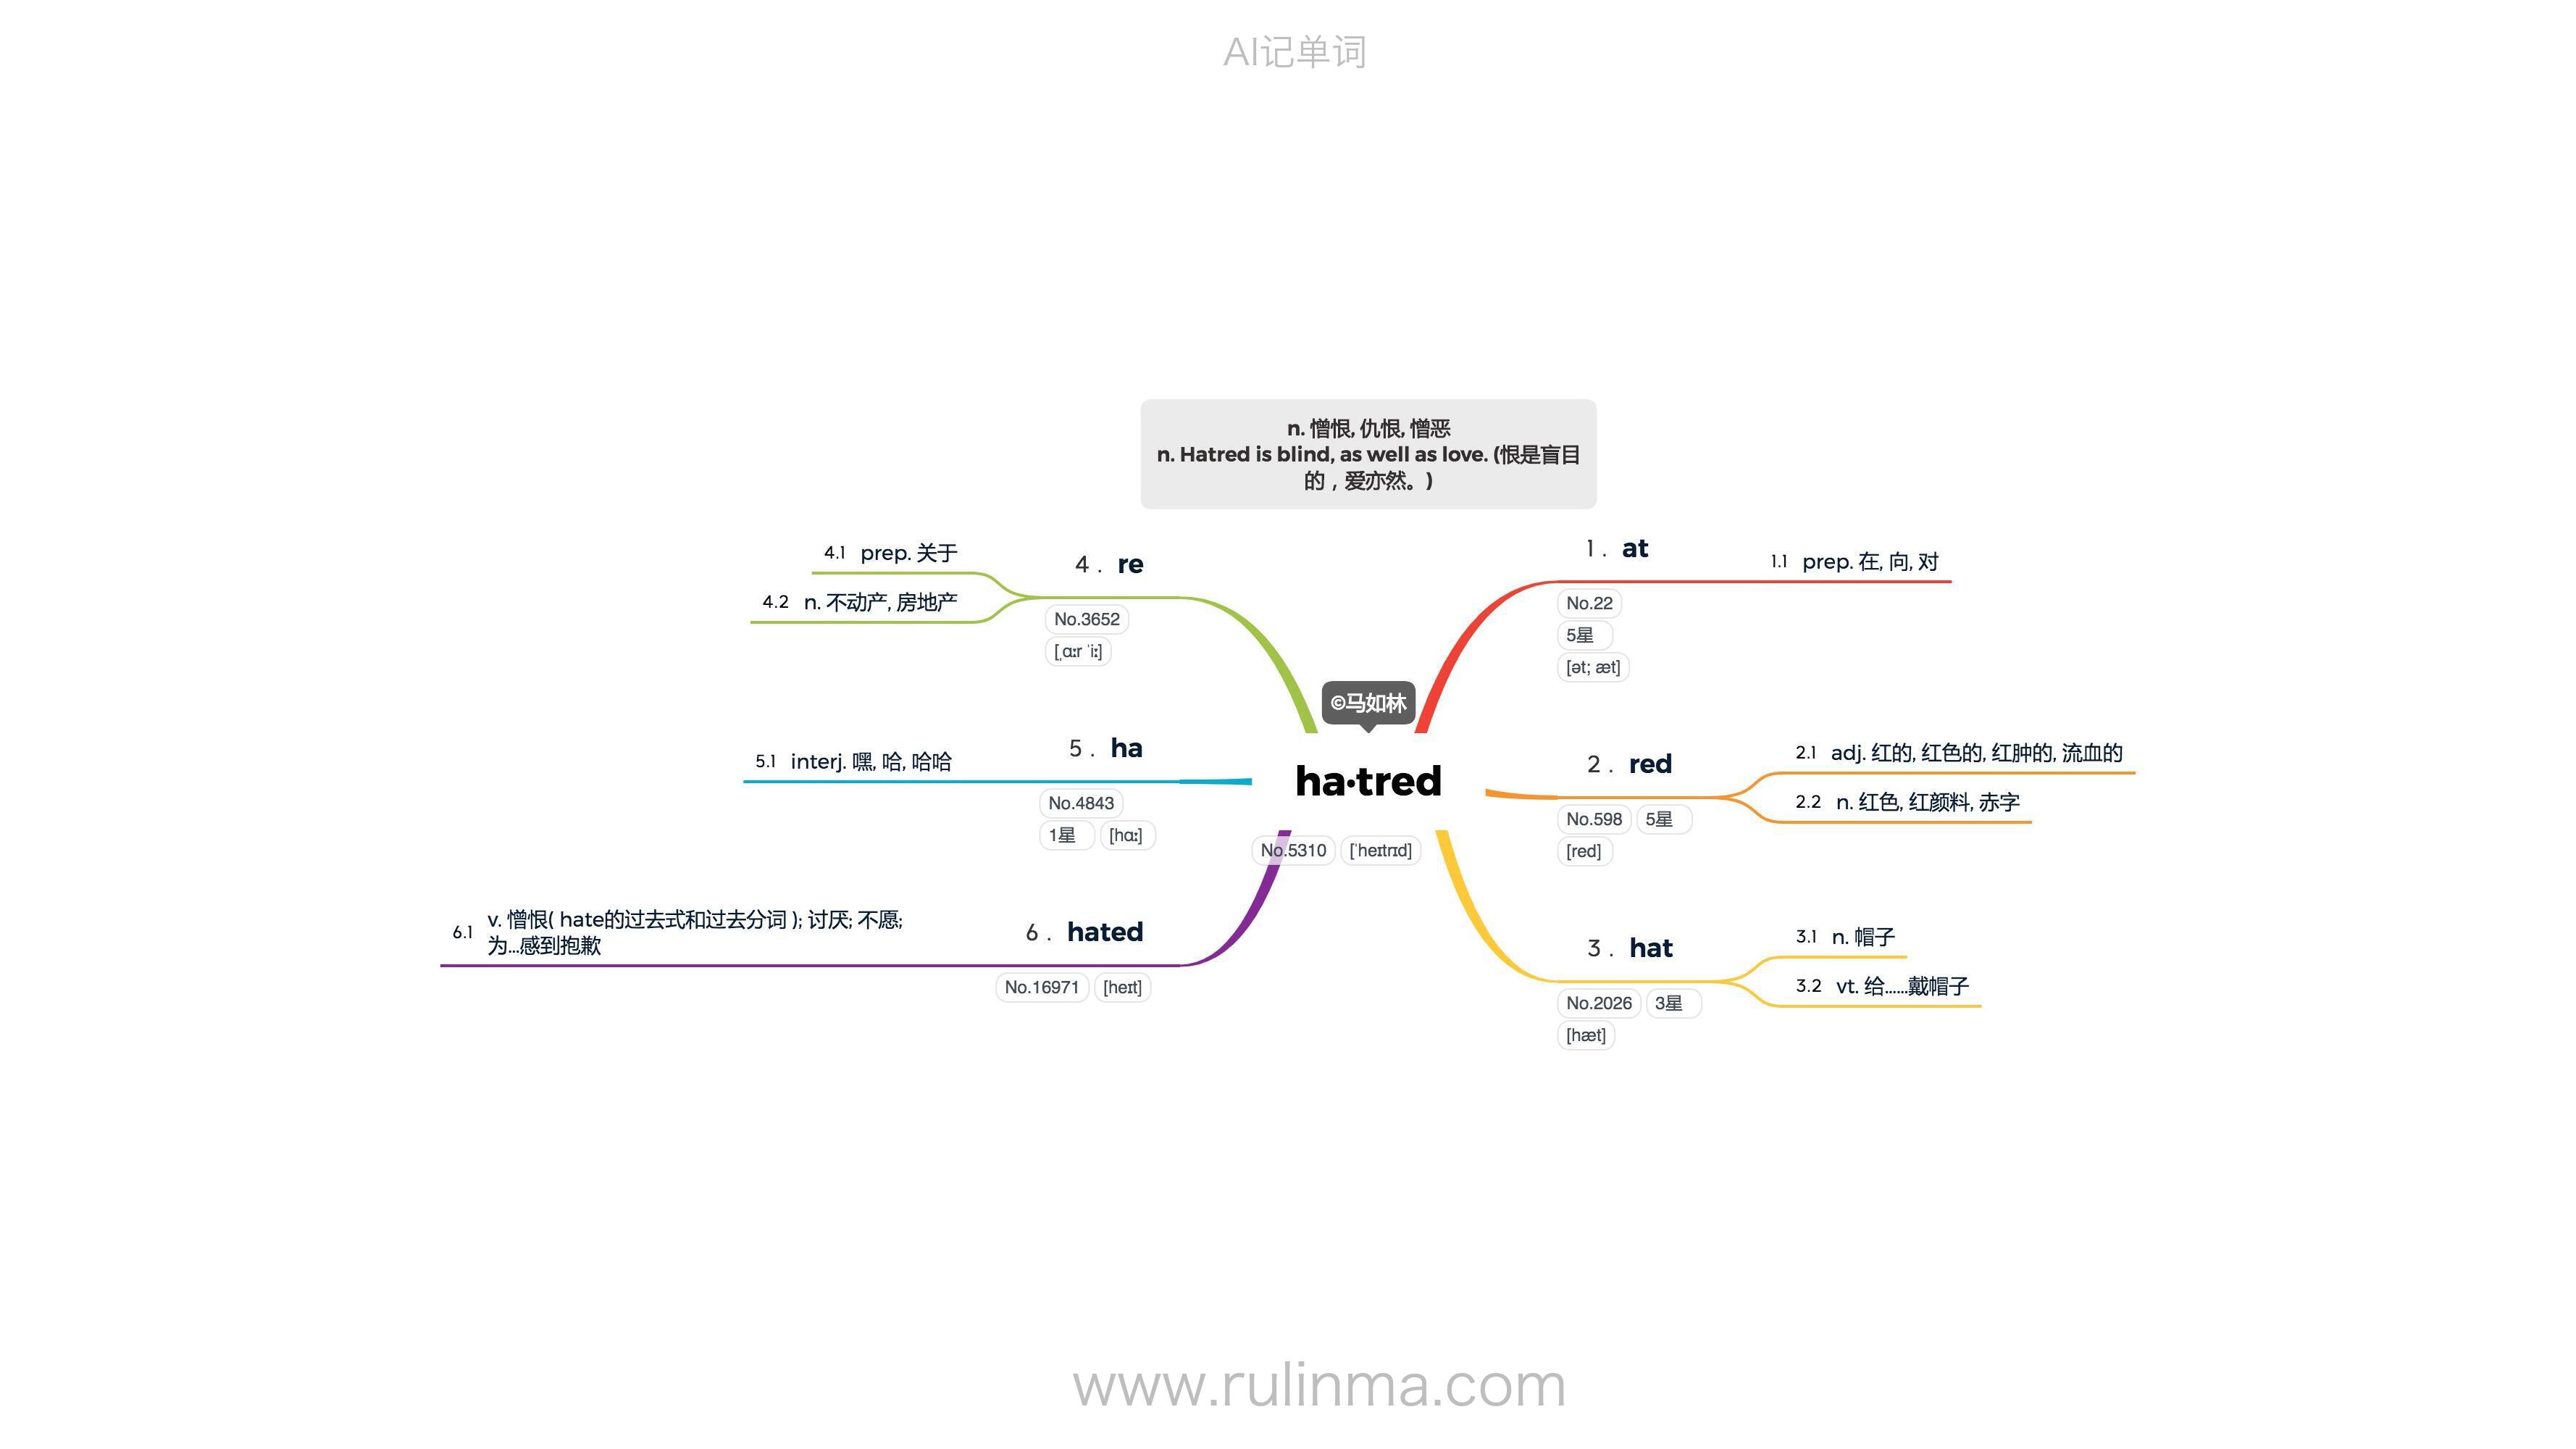 AI记单词
n. 憎恨, 仇恨, 憎恶
n. Hatred is blind, as well as love. (恨是盲目
的，爱亦然。)
©马如林
ha·tred
No.5310 ['heɪtrɪd]
1 . at
No.22
5星
[ət; æt]
1.1 prep. 在, 向, 对
2 . red
No.598 5星
[red]
2.1 adj. 红的, 红色的, 红肿的, 流血的
2.2 n. 红色, 红颜料, 赤字
3 . hat
No.2026 3星
[hæt]
3.1 n. 帽子
3.2 vt. 给......戴帽子
4 . re
No.3652
[ˌɑːr ˈiː]
4.1 prep. 关于
4.2 n. 不动产, 房地产
5 . ha
No.4843
1星 [hɑː]
5.1 interj. 嘿, 哈, 哈哈
6 . hated
No.16971 [heɪt]
6.1 v. 憎恨( hate的过去式和过去分词 ); 讨厌; 不愿;
为...感到抱歉
www.rulinma.com